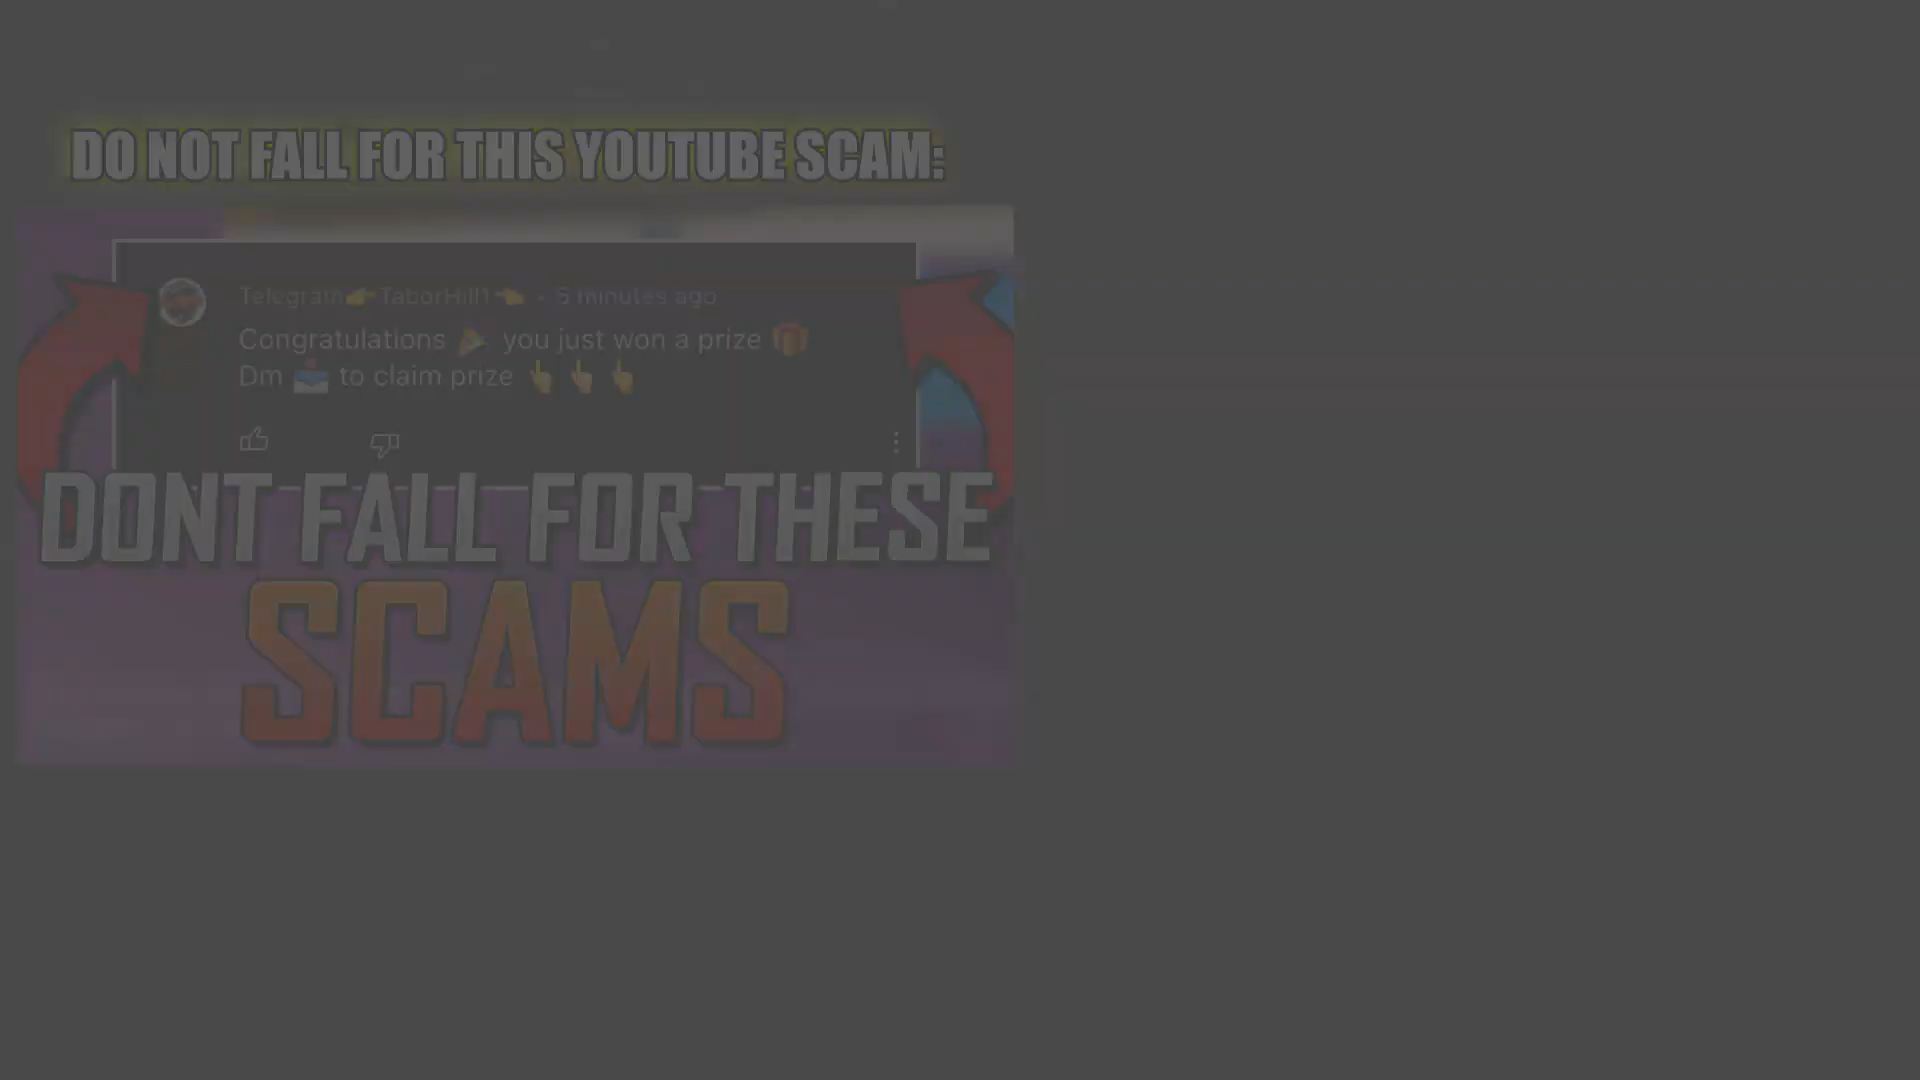 DO NOT FALL FOR THIS YOUTUBE SCAM:
Telegram👉TaborHill1👈 · 5 minutes ago
Congratulations 🎉 you just won a prize 🎁
Dm 📩 to claim prize 👆👆👆
DONT FALL FOR THESE
SCAMS